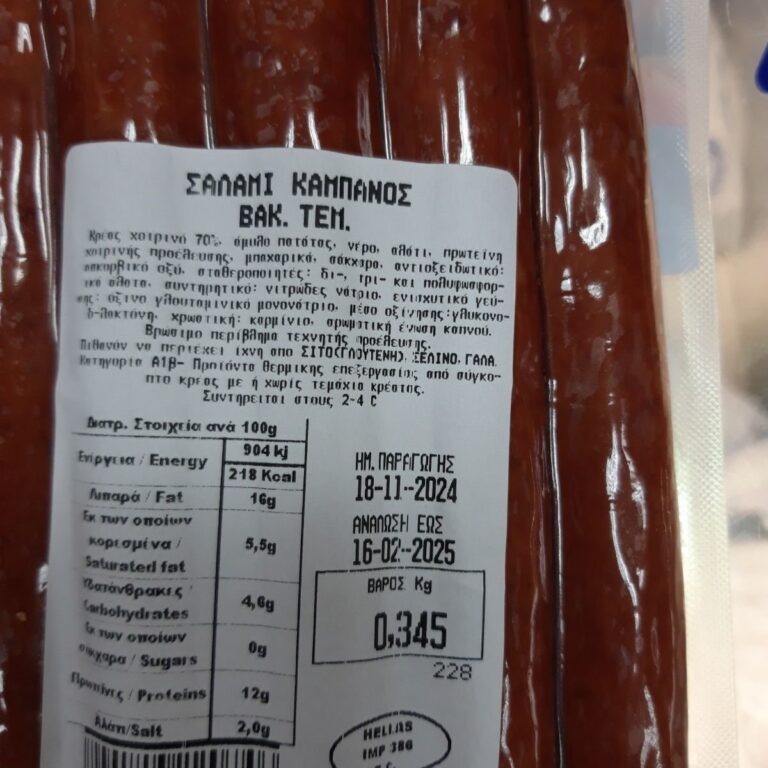 ΣΑΛΑΜΙ ΚΑΜΠΑΝΟΣ
ΒΑΚ. ΤΕΜ.
Κρέας χοιρινό 70%, άμυλο πατάτας, νερό, αλάτι, πρωτεΐνη
χοιρινής προέλευσης, μπαχαρικά, σάκχαρα, αντιοξειδωτικό:
ασκορβικό οξύ, σταθεροποιητές: δι-, τρι- και πολυφωσφορ-
ικά άλατα, συντηρητικό: νιτρώδες νάτριο, ενισχυτικό γεύ-
σης: όξινο γλουταμινικό μονονάτριο, μέσο οξίνησης:γλυκονο-
δ-λακτόνη, χρωστική: καρμίνιο, αρωματική ένωση καπνού.
Βρώσιμο περίβλημα τεχνητής προέλευσης.
Πιθανόν να περιέχει ίχνη από ΣΙΤΟ(ΓΛΟΥΤΕΝΗ), ΣΕΛΙΝΟ, ΓΑΛΑ.
Κατηγορία Α1β- Προϊόντα θερμικής επεξεργασίας από σύγκο-
πτο κρέας με ή χωρίς τεμάχια κρέατος.
Συντηρείται στους 2-4 C
Διατρ. Στοιχεία ανά 100g
Ενέργεια / Energy 904 kj
218 Kcal
Λιπαρά / Fat 16g
Εκ των οποίων
κορεσμένα /
Saturated fat 5,5g
Υδατάνθρακες /
Carbohydrates 4,6g
Εκ των οποίων
σάκχαρα / Sugars 0g
Πρωτεΐνες / Proteins 12g
Αλάτι/Salt 2,0g
ΗΜ. ΠΑΡΑΓΩΓΗΣ
18-11-2024
ΑΝΑΛΩΣΗ ΕΩΣ
16-02-2025
ΒΑΡΟΣ Kg
0,345
228
HELLAS
IMP 386